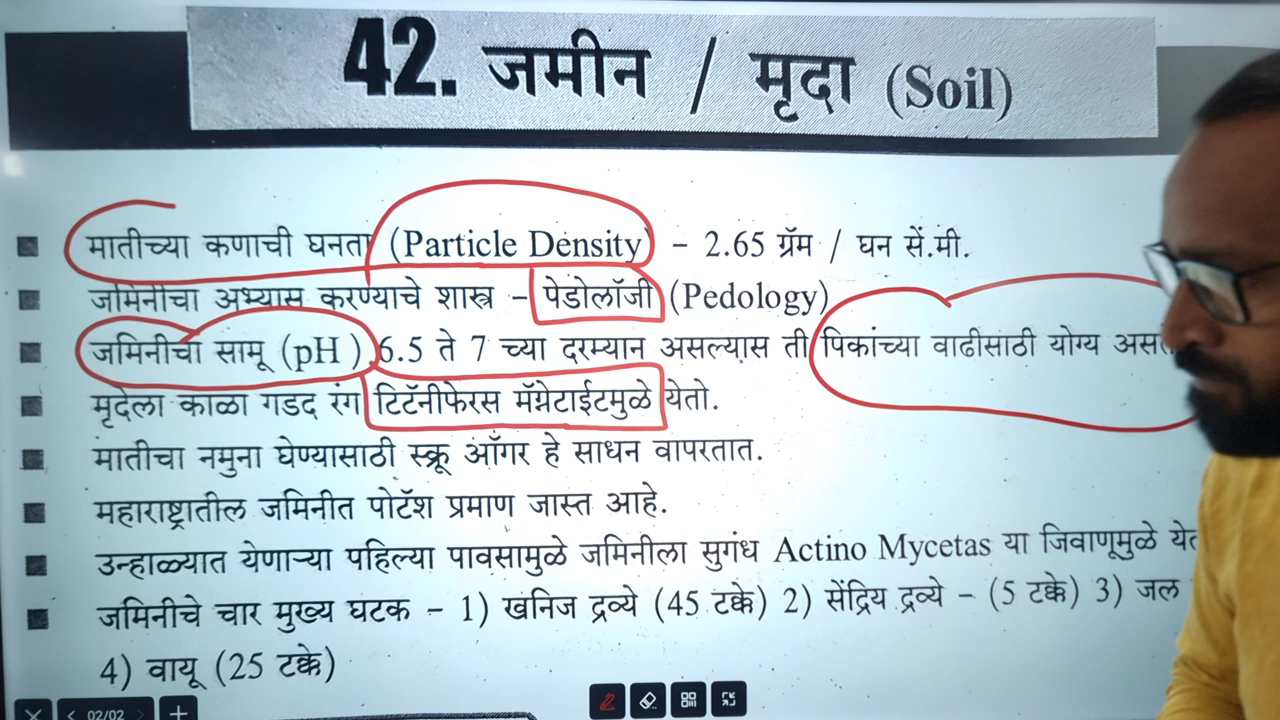 42. जमीन / मृदा (Soil)
मातीच्या कणाची घनता (Particle Density) – 2.65 ग्रॅम / घन सें.मी.
जमिनीचा अभ्यास करण्याचे शास्त्र – पेडोलॉजी (Pedology)
जमिनीचा सामू (pH ) 6.5 ते 7 च्या दरम्यान असल्यास ती पिकांच्या वाढीसाठी योग्य
मृदेला काळा गडद रंग टिटॅनीफेरस मॅग्नेटाईटमुळे येतो.
मातीचा नमुना घेण्यासाठी स्क्रू ऑगर हे साधन वापरतात.
महाराष्ट्रातील जमिनीत पोटॅश प्रमाण जास्त आहे.
उन्हाळ्यात येणाऱ्या पहिल्या पावसामुळे जमिनीला सुगंध Actino Mycetas या जिवाणूमुळे
जमिनीचे चार मुख्य घटक – 1) खनिज द्रव्ये (45 टक्के) 2) सेंद्रिय द्रव्ये – (5 टक्के) 3) जल
4) वायू (25 टक्के)
02/02